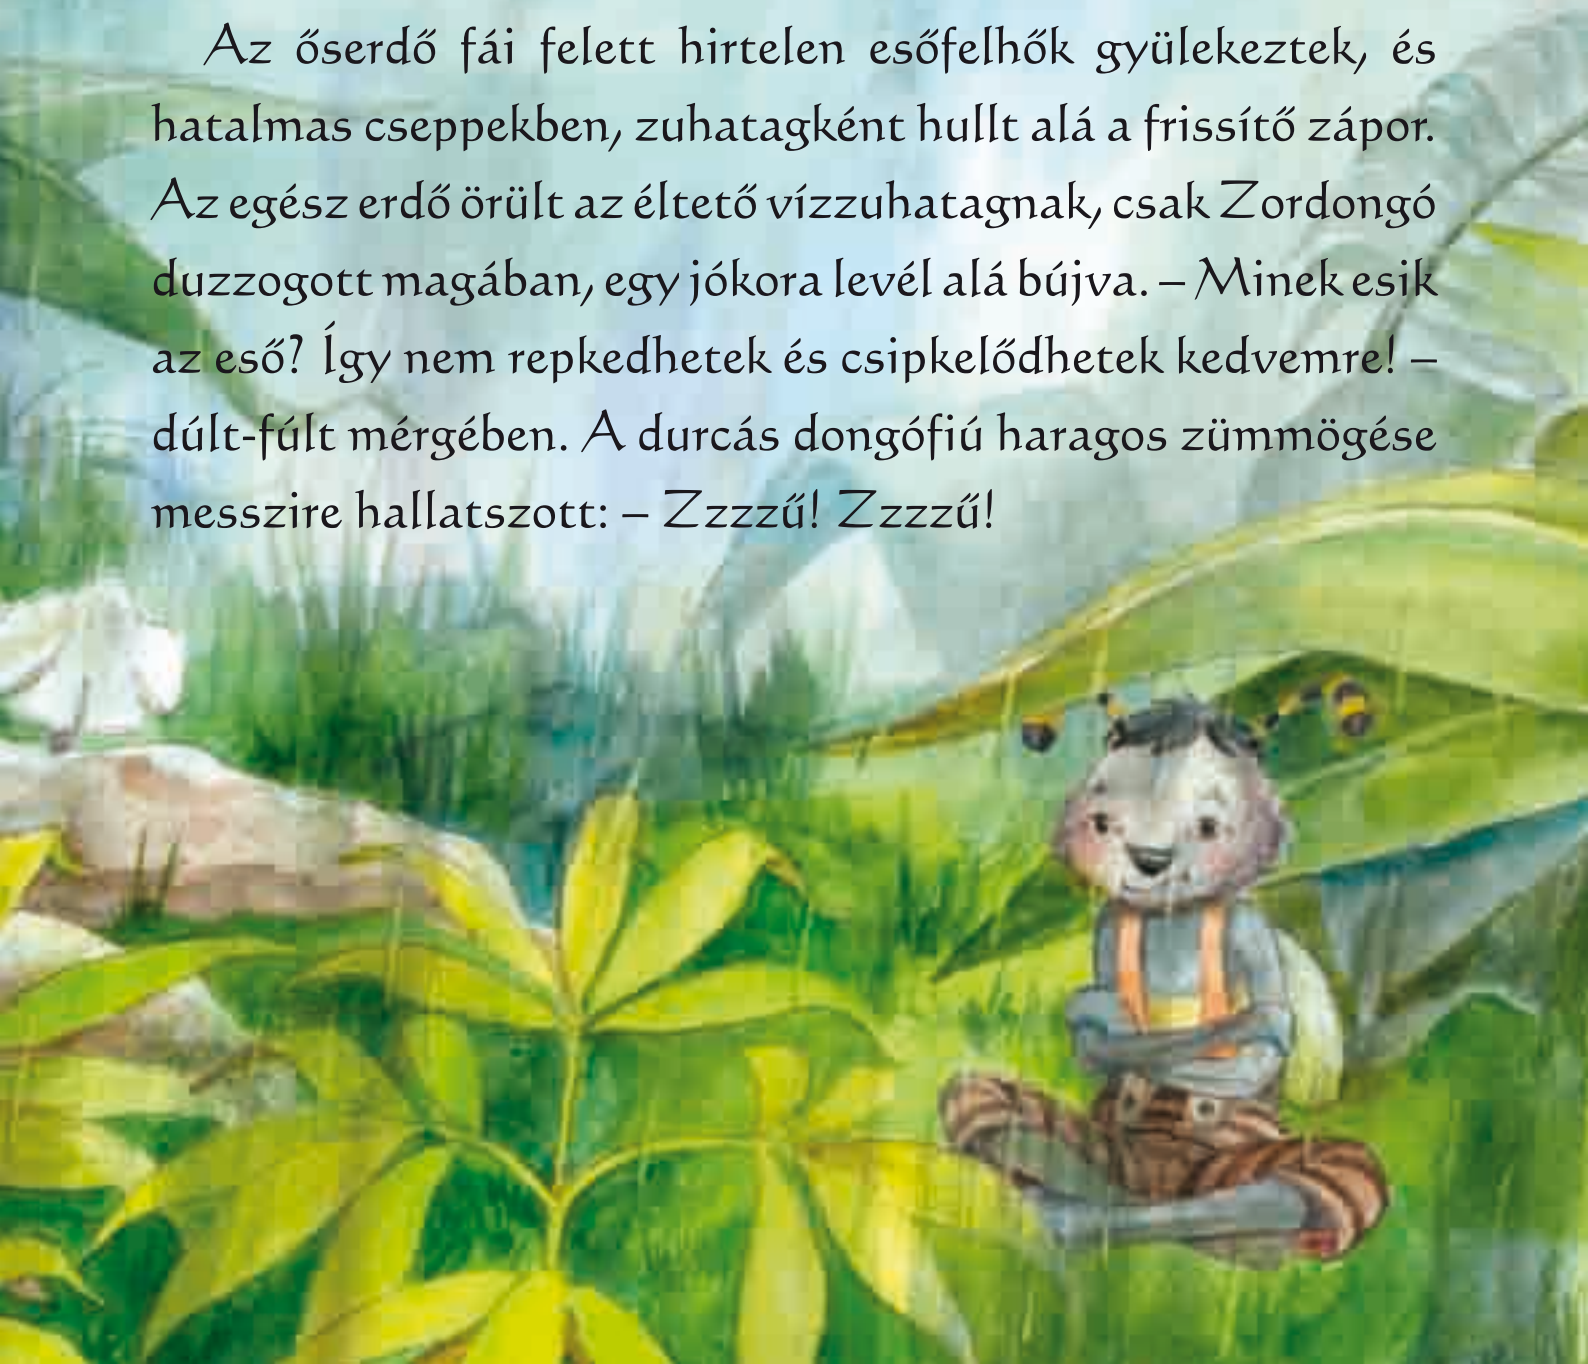 Az őserdő fái felett hirtelen esőfelhők gyülekeztek, és
hatalmas cseppekben, zuhatagként hullt alá a frissítő zápor.
Az egész erdő örült az éltető vízzuhatagnak, csak Zordongó
duzzogott magában, egy jókora levél alá bújva. – Minek esik
az eső? Így nem repkedhetek és csipkelődhetek kedvemre! –
dúlt-fúlt mérgében. A durcás dongófiú haragos zümmögése
messzire hallatszott: – Zzzzű! Zzzzű!